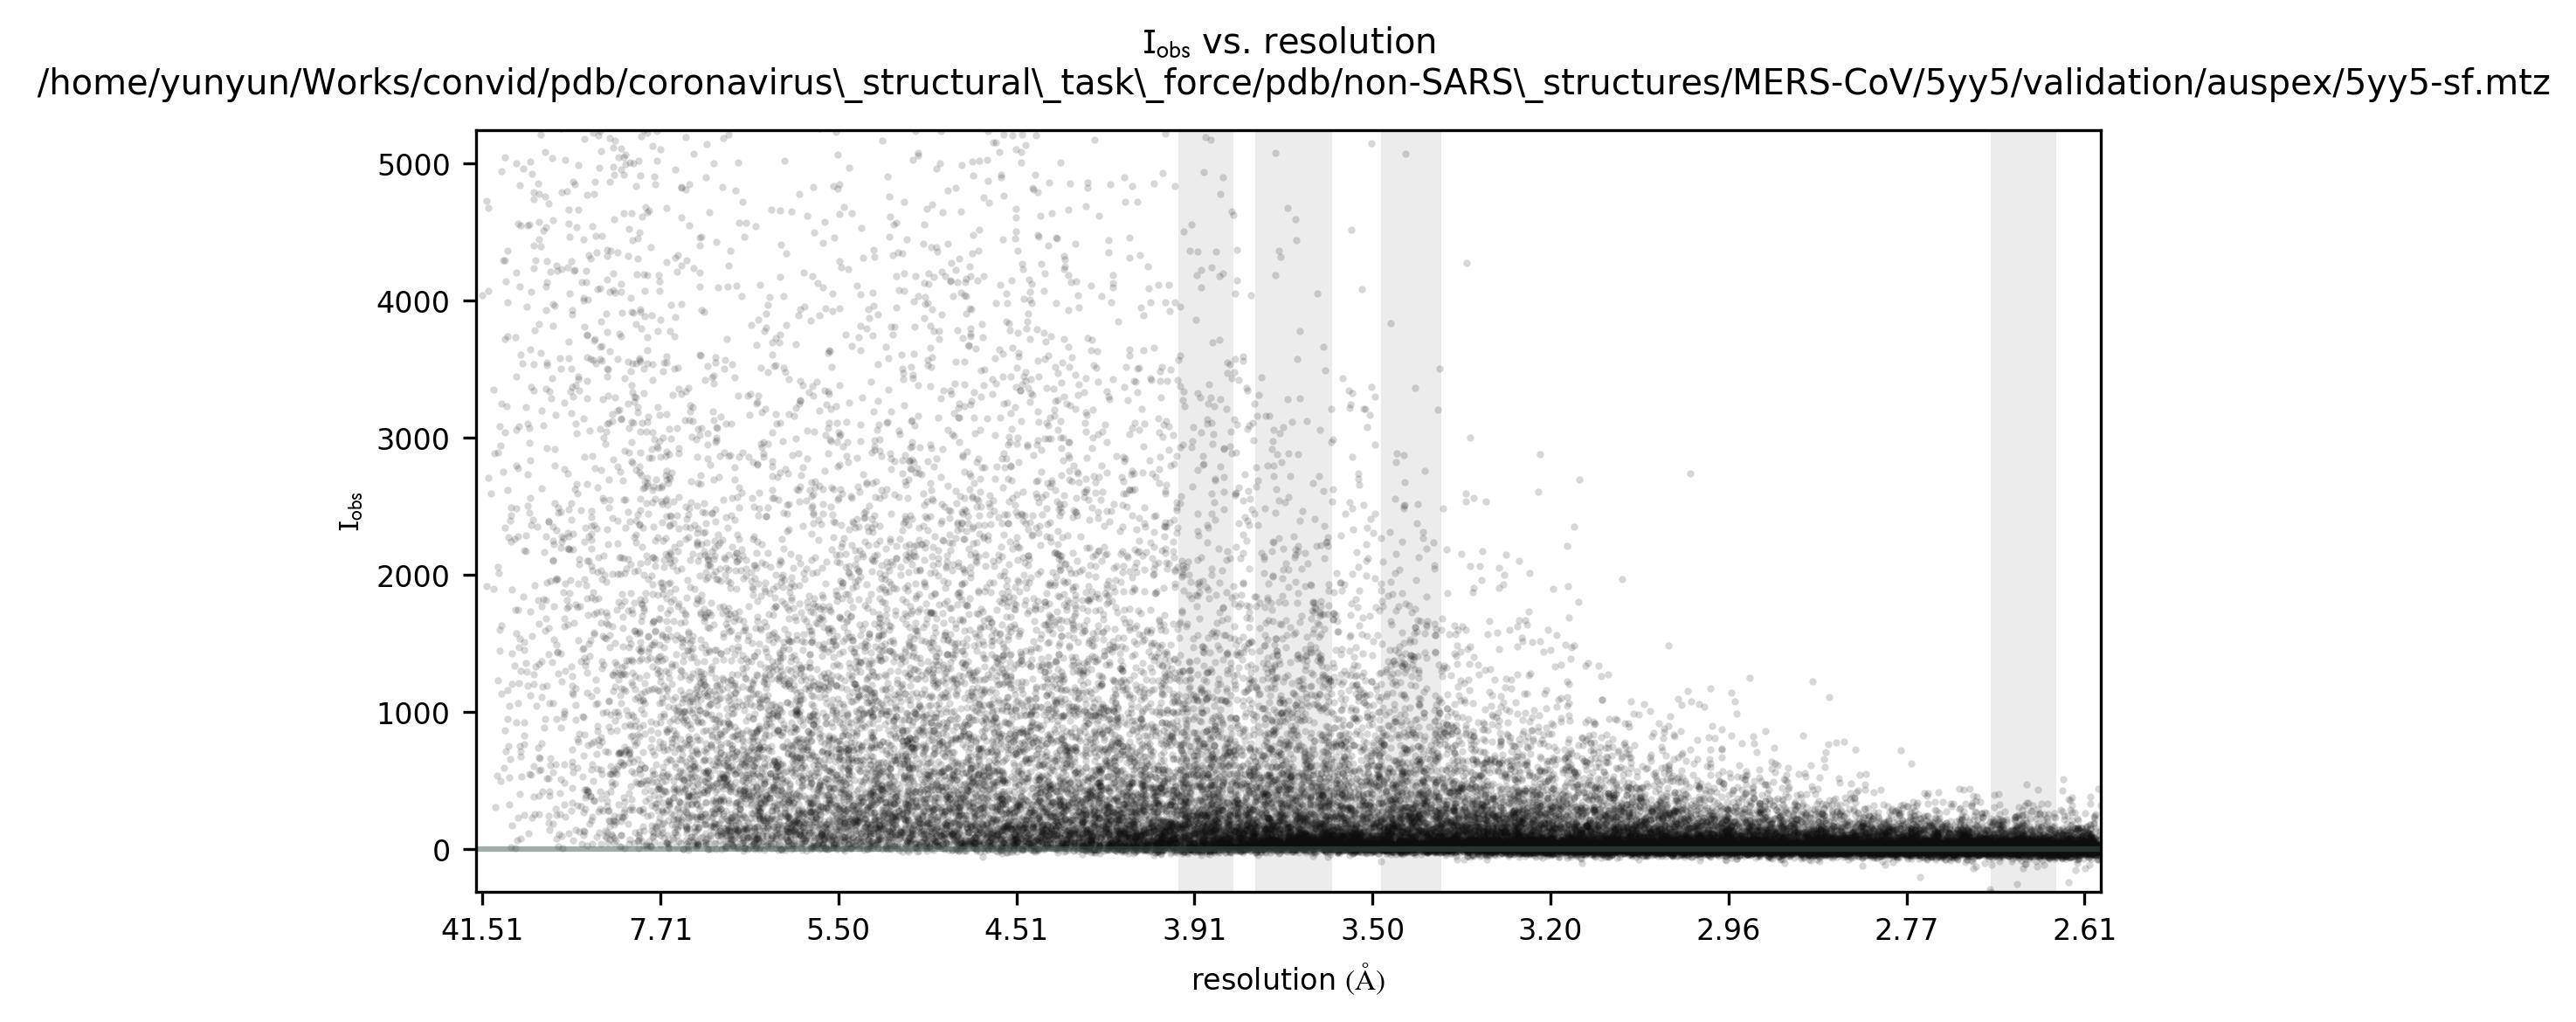 I_obs vs. resolution
/home/yunyun/Works/convid/pdb/coronavirus\_structural\_task\_force/pdb/non-SARS\_structures/MERS-CoV/5yy5/validation/auspex/5yy5-sf.mtz
5000
4000
3000
2000
1000
0
I_obs
41.51 7.71 5.50 4.51 3.91 3.50 3.20 2.96 2.77 2.61
resolution (Å)